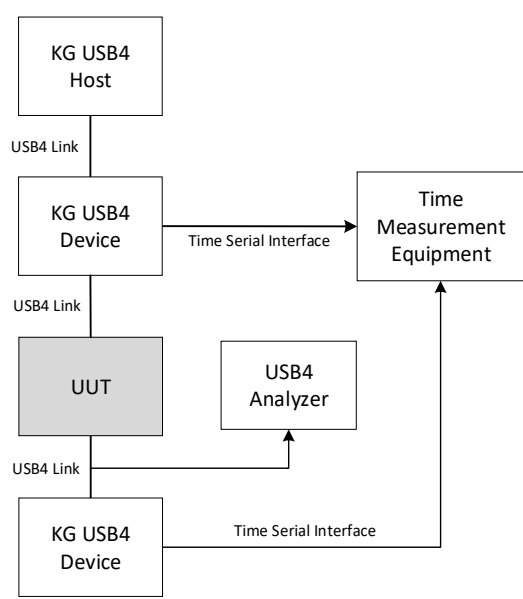 KG USB4
Host
USB4 Link
KG USB4
Device
Time Serial Interface
Time
Measurement
Equipment
USB4 Link
UUT
USB4
Analyzer
USB4 Link
KG USB4
Device
Time Serial Interface